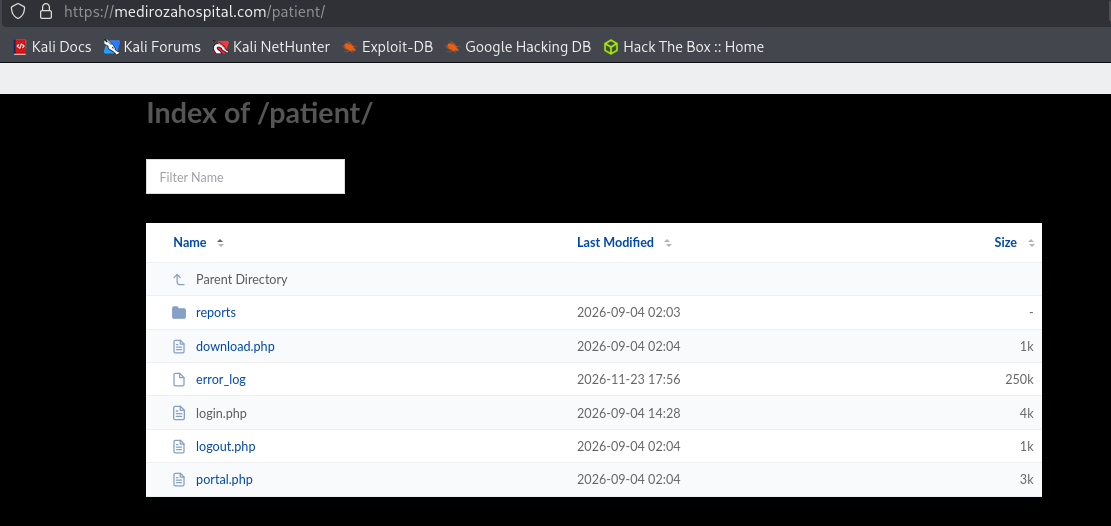 https://medirozahospital.com/patient/
Kali Docs Kali Forums Kali NetHunter Exploit-DB Google Hacking DB Hack The Box :: Home
Index of /patient/
Filter Name
Name Last Modified Size
Parent Directory
reports 2026-09-04 02:03 -
download.php 2026-09-04 02:04 1k
error_log 2026-11-23 17:56 250k
login.php 2026-09-04 14:28 4k
logout.php 2026-09-04 02:04 1k
portal.php 2026-09-04 02:04 3k